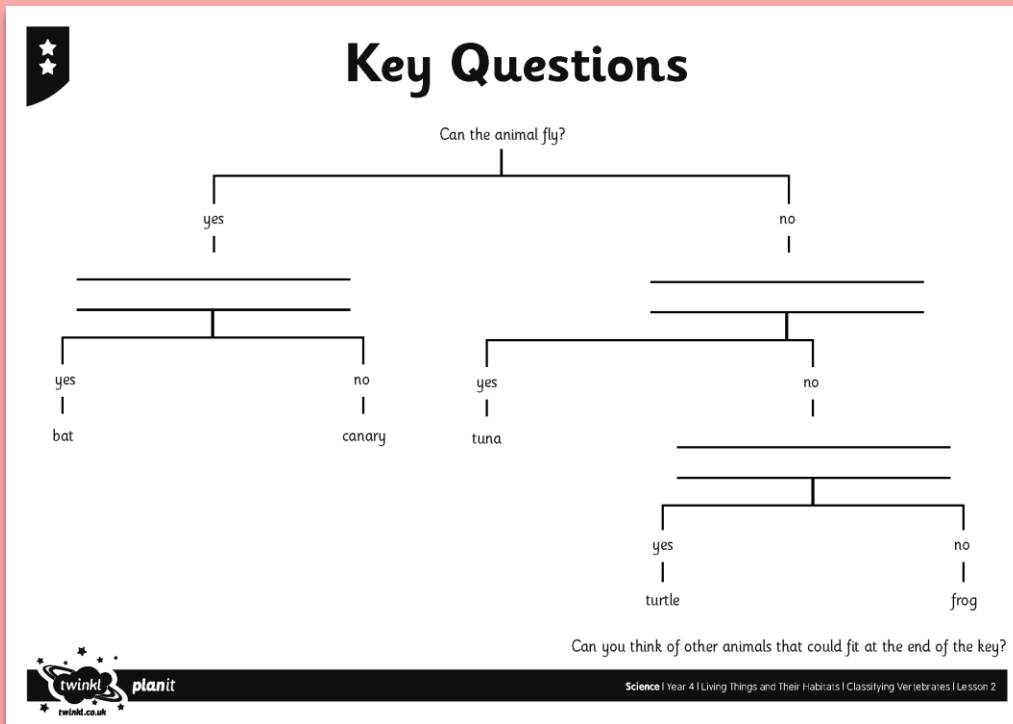 Key Questions
Can the animal fly?
yes
no
yes
no
yes
no
bat
canary
tuna
yes
no
turtle
frog
Can you think of other animals that could fit at the end of the key?
twinkl planit
twinkl.co.uk
Science | Year 4 | Living Things and Their Habitats | Classifying Vertebrates | Lesson 2